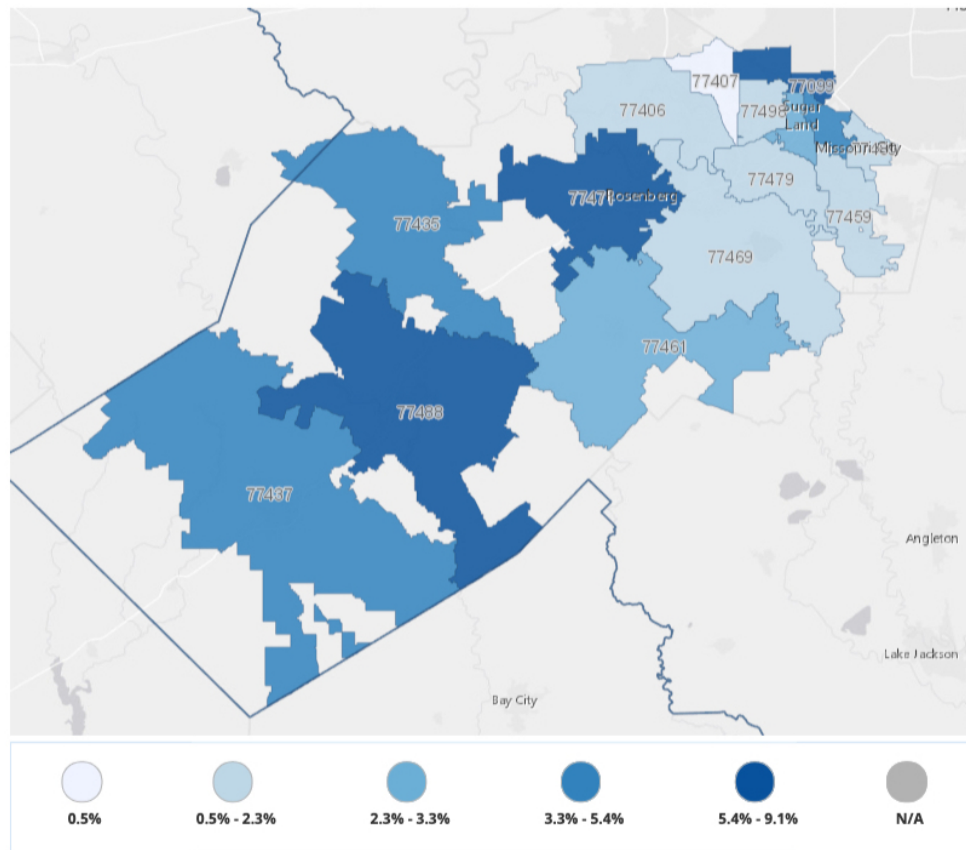 77407
77406
77498
77099
Sugar
Land
Missouri City
77479
77471
Rosenberg
77459
77435
77469
77461
77488
77437
Angleton
Lake Jackson
Bay City
0.5%
0.5% - 2.3%
2.3% - 3.3%
3.3% - 5.4%
5.4% - 9.1%
N/A